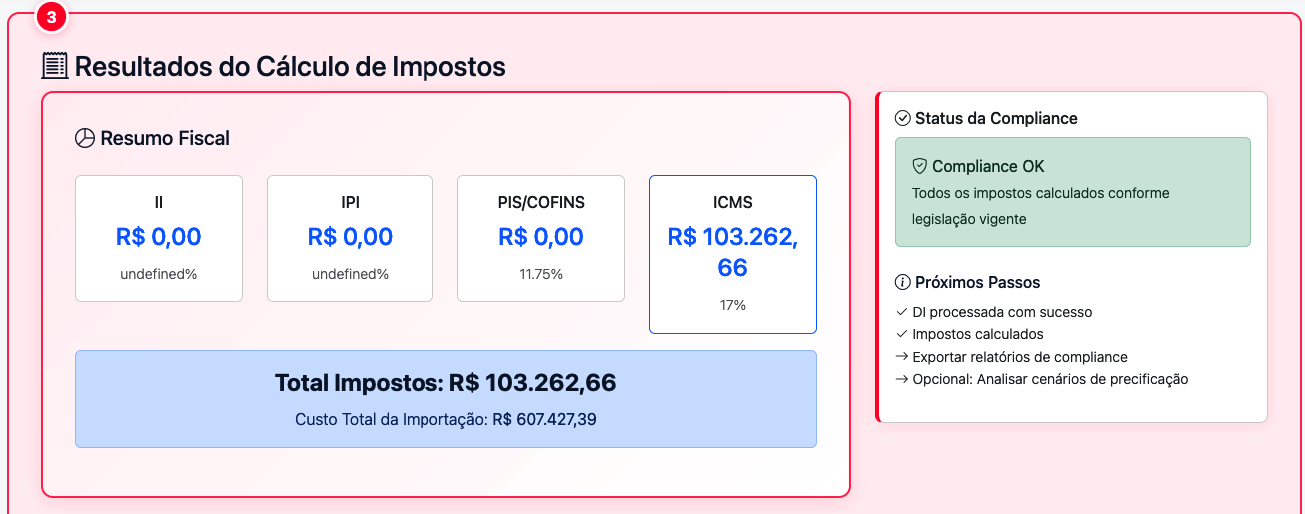 3
Resultados do Cálculo de Impostos
Resumo Fiscal
II
R$ 0,00
undefined%
IPI
R$ 0,00
undefined%
PIS/COFINS
R$ 0,00
11.75%
ICMS
R$ 103.262,
66
17%
Total Impostos: R$ 103.262,66
Custo Total da Importação: R$ 607.427,39
Status da Compliance
Compliance OK
Todos os impostos calculados conforme
legislação vigente
Próximos Passos
DI processada com sucesso
Impostos calculados
Exportar relatórios de compliance
Opcional: Analisar cenários de precificação